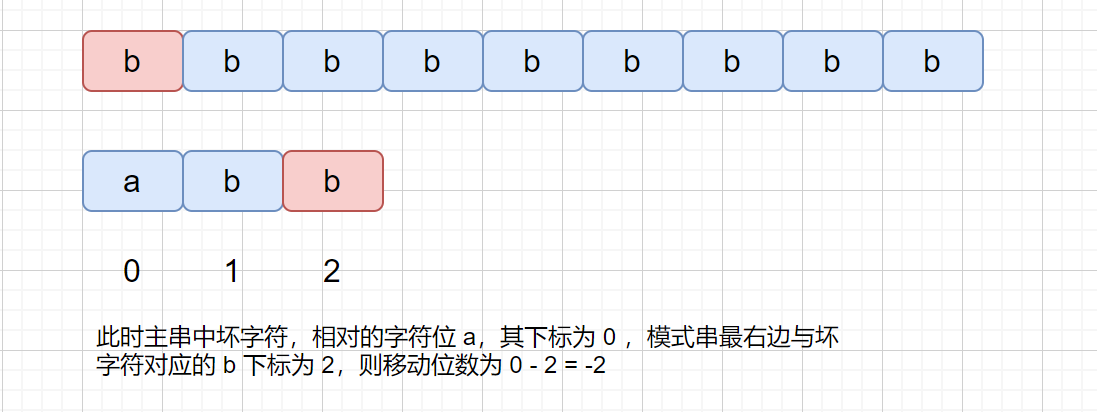 b b b b b b b b b
a b b
0 1 2
此时主串中坏字符，相对的字符位 a，其下标为 0 ，模式串最右边与坏
字符对应的 b 下标为 2，则移动位数为 0 - 2 = -2